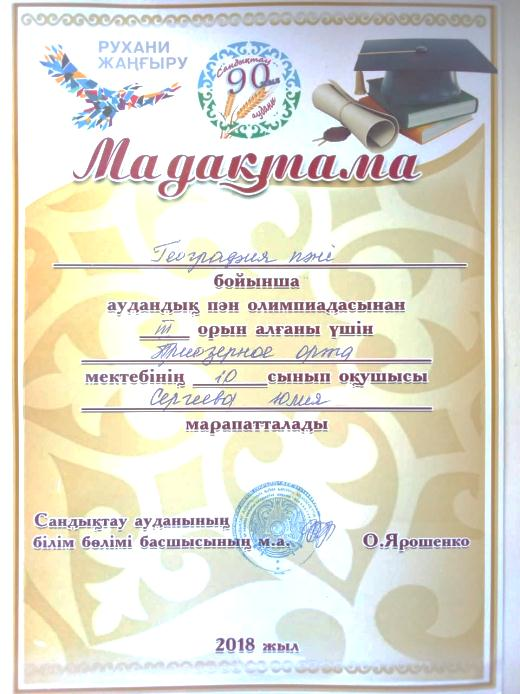 РУХАНИ
ЖАҢҒЫРУ
Сандықтау
90 жыл
ауданы
Мадақтама
География пәні
бойынша
аудандық пән олимпиадасынан
III орын алғаны үшін
Приозерное орта
мектебінің 10 сынып оқушысы
Сергеева Юлия
марапатталады
Сандықтау ауданының
білім бөлімі басшысының м.а.
О.Ярошенко
2018 жыл